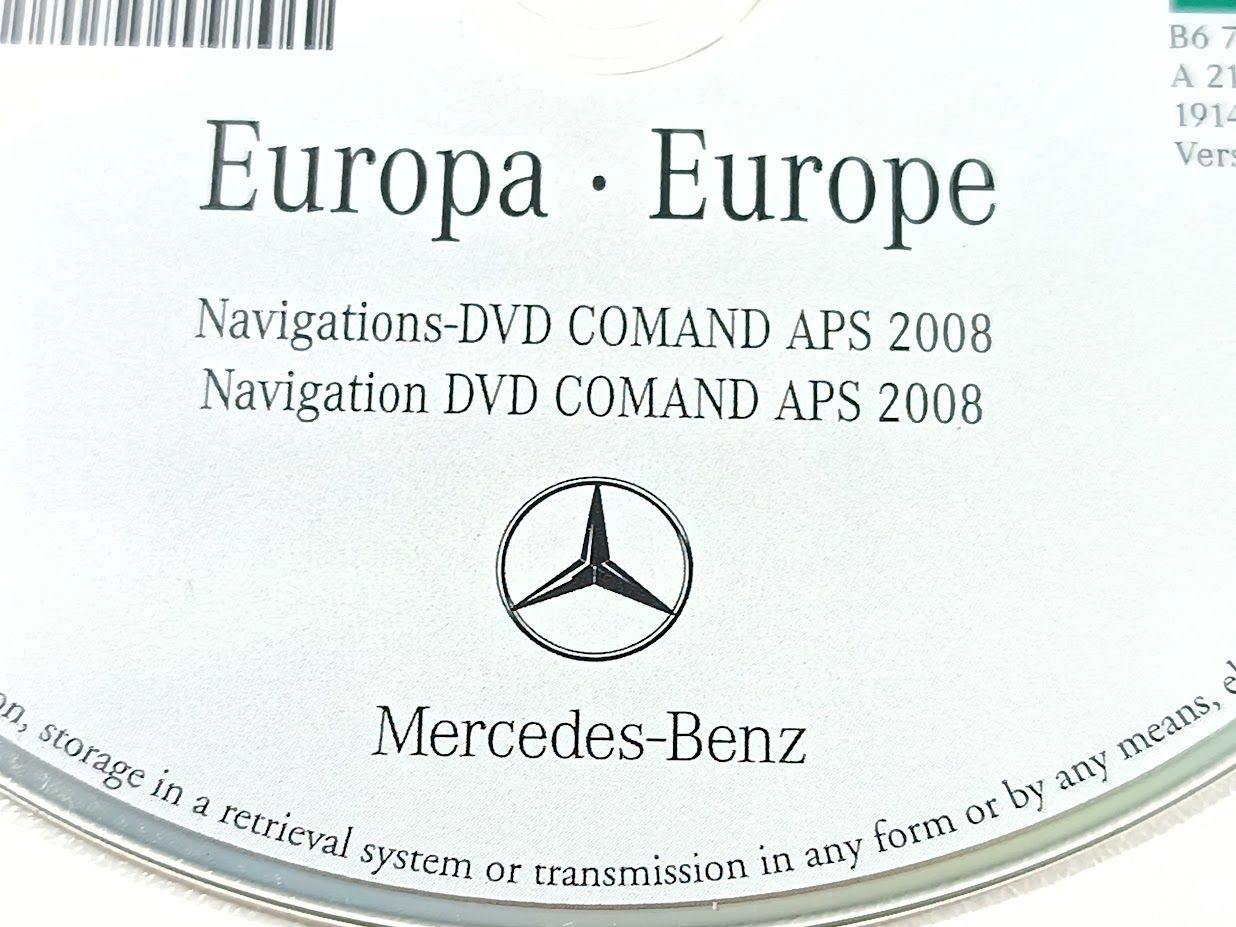 Europa · Europe
Navigations-DVD COMAND APS 2008
Navigation DVD COMAND APS 2008
Mercedes-Benz
storage in a retrieval system or transmission in any form or by any means,
B6
A